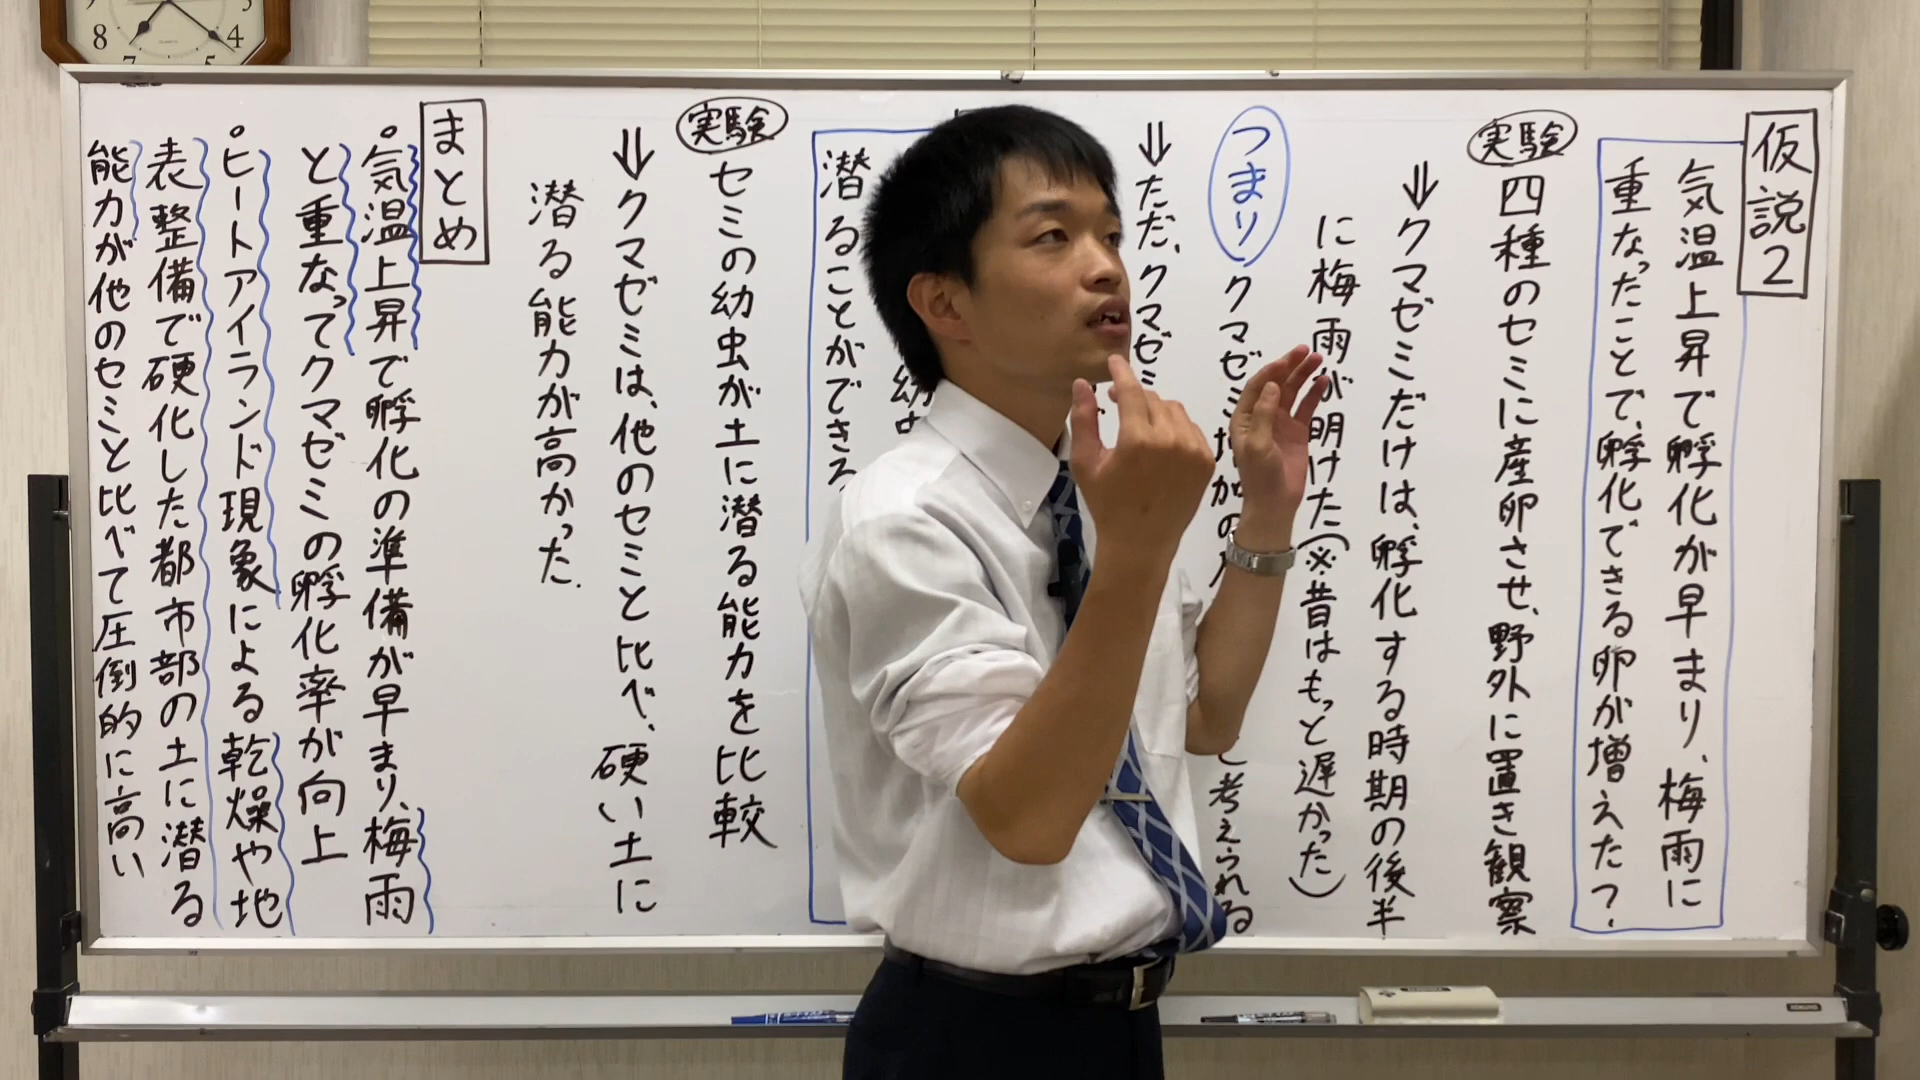 仮説2
気温上昇で孵化が早まり、梅雨に
重なったことで、孵化できる卵が増えた?
実験
四種のセミに産卵させ、野外に置き観察
⇓クマゼミだけは、孵化する時期の後半
に梅雨が明けた(※昔はもっと遅かった)
つまり
クマゼミ増加の
と考えられる
⇓ただ、クマゼミ
幼虫
潜ることができる
実験
セミの幼虫が土に潜る能力を比較
⇓クマゼミは、他のセミと比べ、硬い土に
潜る能力が高かった.
まとめ
。気温上昇で孵化の準備が早まり、梅雨
と重なってクマゼミの孵化率が向上
。ヒートアイランド現象による乾燥や地
表整備で硬化した都市部の土に潜る
能力が他のセミと比べて圧倒的に高い
8
7
5
4